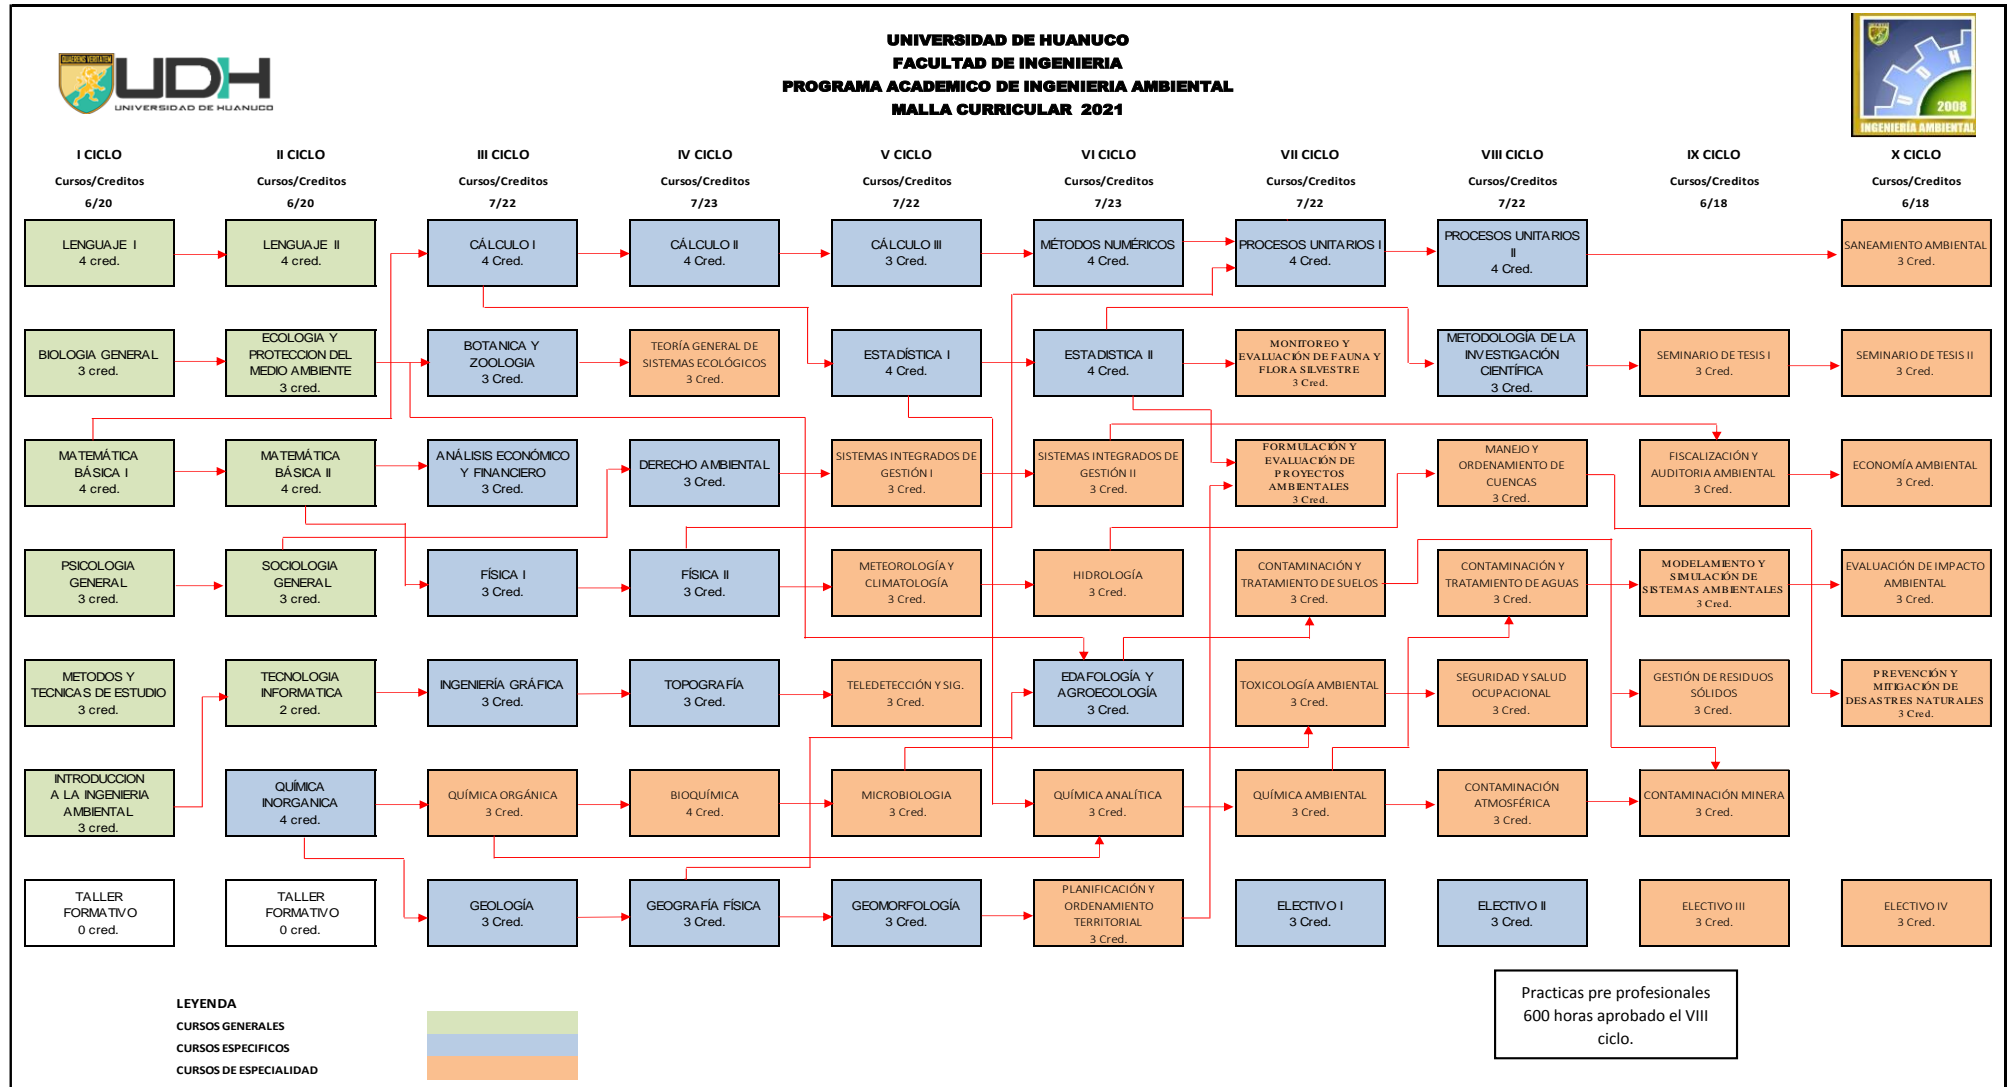 UNIVERSIDAD DE HUANUCO
FACULTAD DE INGENIERIA
PROGRAMA ACADEMICO DE INGENIERIA AMBIENTAL
MALLA CURRICULAR 2021
UDH
UNIVERSIDAD DE HUANUCO
U D H
2008
INGENIERÍA AMBIENTAL
I CICLO
Cursos/Creditos
6/20
II CICLO
Cursos/Creditos
6/20
III CICLO
Cursos/Creditos
7/22
IV CICLO
Cursos/Creditos
7/23
V CICLO
Cursos/Creditos
7/22
VI CICLO
Cursos/Creditos
7/23
VII CICLO
Cursos/Creditos
7/22
VIII CICLO
Cursos/Creditos
7/22
IX CICLO
Cursos/Creditos
6/18
X CICLO
Cursos/Creditos
6/18
LENGUAJE I
4 cred.
LENGUAJE II
4 cred.
CÁLCULO I
4 Cred.
CÁLCULO II
4 Cred.
CÁLCULO III
3 Cred.
MÉTODOS NUMÉRICOS
4 Cred.
PROCESOS UNITARIOS I
4 Cred.
PROCESOS UNITARIOS
II
4 Cred.
SANEAMIENTO AMBIENTAL
3 Cred.
BIOLOGIA GENERAL
3 cred.
ECOLOGIA Y
PROTECCION DEL
MEDIO AMBIENTE
3 cred.
BOTANICA Y
ZOOLOGIA
3 Cred.
TEORÍA GENERAL DE
SISTEMAS ECOLÓGICOS
3 Cred.
ESTADÍSTICA I
4 Cred.
ESTADISTICA II
4 Cred.
MONITOREO Y
EVALUACIÓN DE FAUNA Y
FLORA SILVESTRE
3 Cred.
METODOLOGÍA DE LA
INVESTIGACIÓN
CIENTÍFICA
3 Cred.
SEMINARIO DE TESIS I
3 Cred.
SEMINARIO DE TESIS II
3 Cred.
MATEMÁTICA
BÁSICA I
4 cred.
MATEMÁTICA
BÁSICA II
4 cred.
ANÁLISIS ECONÓMICO
Y FINANCIERO
3 Cred.
DERECHO AMBIENTAL
3 Cred.
SISTEMAS INTEGRADOS DE
GESTIÓN I
3 Cred.
SISTEMAS INTEGRADOS DE
GESTIÓN II
3 Cred.
FORMULACIÓN Y
EVALUACIÓN DE
PROYECTOS
AMBIENTALES
3 Cred.
MANEJO Y
ORDENAMIENTO DE
CUENCAS
3 Cred.
FISCALIZACIÓN Y
AUDITORIA AMBIENTAL
3 Cred.
ECONOMÍA AMBIENTAL
3 Cred.
PSICOLOGIA
GENERAL
3 cred.
SOCIOLOGIA
GENERAL
3 cred.
FÍSICA I
3 Cred.
FÍSICA II
3 Cred.
METEOROLOGÍA Y
CLIMATOLOGÍA
3 Cred.
HIDROLOGÍA
3 Cred.
CONTAMINACIÓN Y
TRATAMIENTO DE SUELOS
3 Cred.
CONTAMINACIÓN Y
TRATAMIENTO DE AGUAS
3 Cred.
MODELAMIENTO Y
SIMULACIÓN DE
SISTEMAS AMBIENTALES
3 Cred.
EVALUACIÓN DE IMPACTO
AMBIENTAL
3 Cred.
METODOS Y
TECNICAS DE ESTUDIO
3 cred.
TECNOLOGIA
INFORMATICA
2 cred.
INGENIERÍA GRÁFICA
3 Cred.
TOPOGRAFÍA
3 Cred.
TELEDETECCIÓN Y SIG.
3 Cred.
EDAFOLOGÍA Y
AGROECOLOGÍA
3 Cred.
TOXICOLOGÍA AMBIENTAL
3 Cred.
SEGURIDAD Y SALUD
OCUPACIONAL
3 Cred.
GESTIÓN DE RESIDUOS
SÓLIDOS
3 Cred.
PREVENCIÓN Y
MITIGACIÓN DE
DESASTRES NATURALES
3 Cred.
INTRODUCCION
A LA INGENIERIA
AMBIENTAL
3 cred.
QUÍMICA
INORGANICA
4 cred.
QUÍMICA ORGÁNICA
3 Cred.
BIOQUÍMICA
4 Cred.
MICROBIOLOGIA
3 Cred.
QUÍMICA ANALÍTICA
3 Cred.
QUÍMICA AMBIENTAL
3 Cred.
CONTAMINACIÓN
ATMOSFÉRICA
3 Cred.
CONTAMINACIÓN MINERA
3 Cred.
TALLER
FORMATIVO
0 cred.
TALLER
FORMATIVO
0 cred.
GEOLOGÍA
3 Cred.
GEOGRAFÍA FÍSICA
3 Cred.
GEOMORFOLOGÍA
3 Cred.
PLANIFICACIÓN Y
ORDENAMIENTO
TERRITORIAL
3 Cred.
ELECTIVO I
3 Cred.
ELECTIVO II
3 Cred.
ELECTIVO III
3 Cred.
ELECTIVO IV
3 Cred.
LEYENDA
CURSOS GENERALES
CURSOS ESPECIFICOS
CURSOS DE ESPECIALIDAD
Practicas pre profesionales
600 horas aprobado el VIII
ciclo.